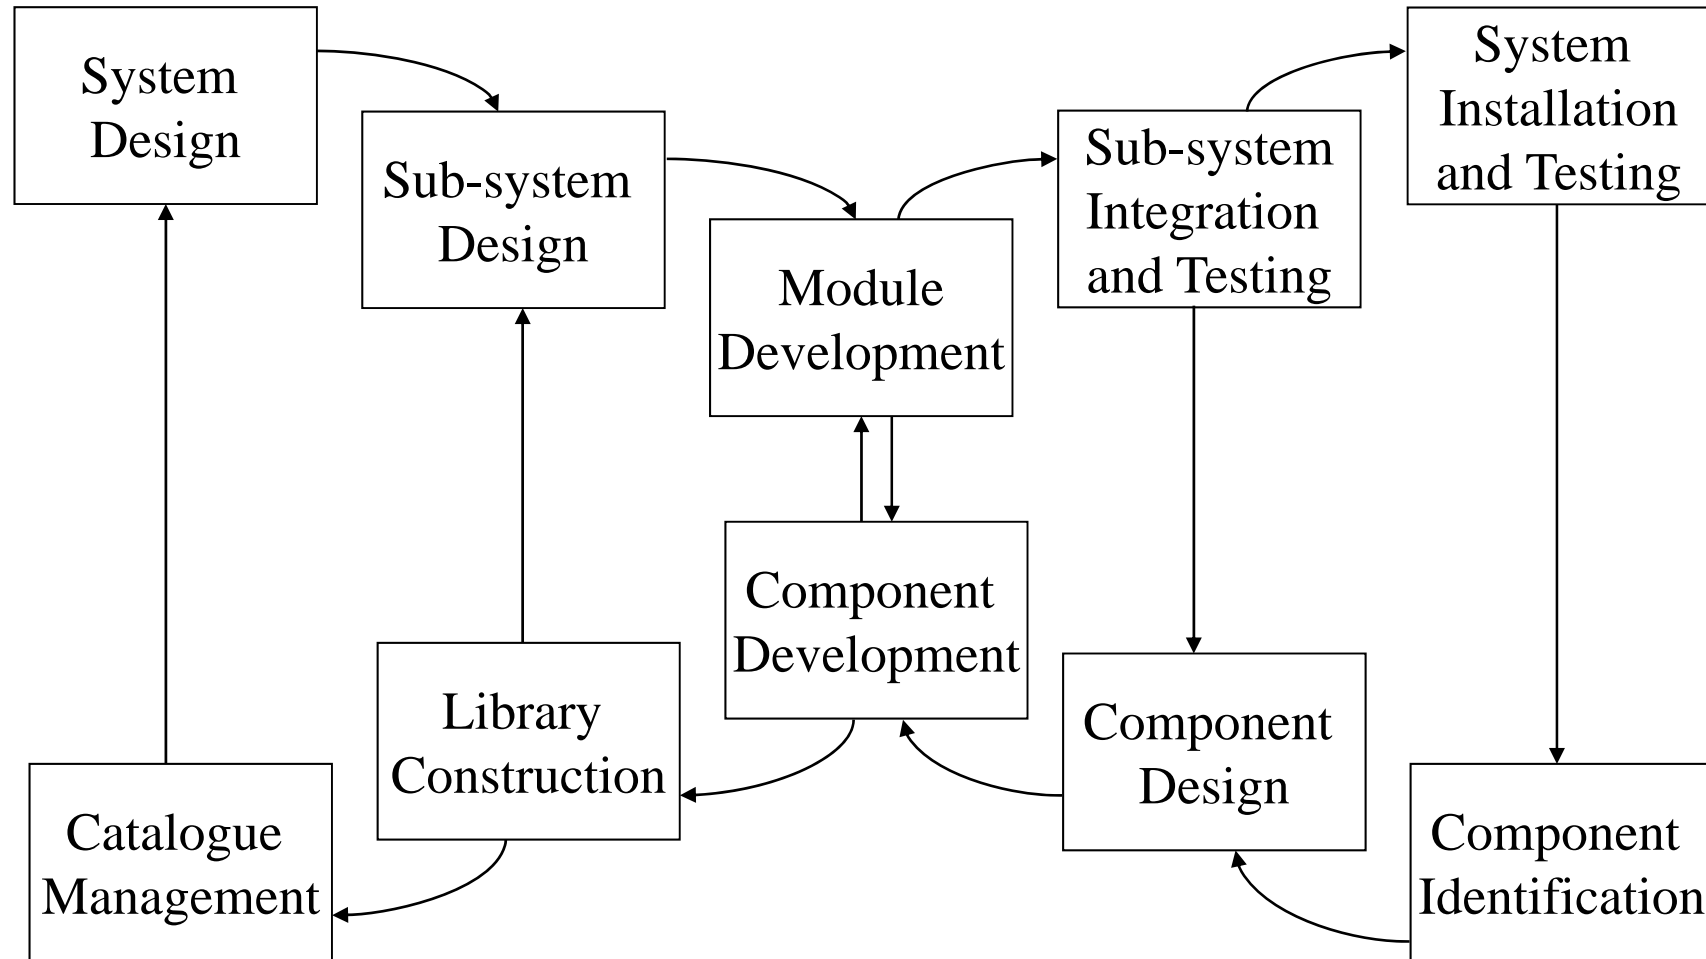 System
Design
Sub-system
Design
Module
Development
Sub-system
Integration
and Testing
System
Installation
and Testing
Component
Development
Library
Construction
Catalogue
Management
Component
Design
Component
Identification